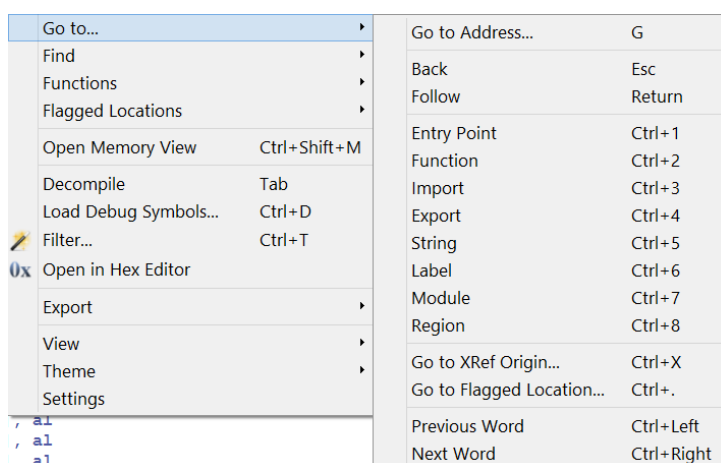 Go to...
Find
Functions
Flagged Locations
Open Memory View Ctrl+Shift+M
Decompile Tab
Load Debug Symbols... Ctrl+D
Filter... Ctrl+T
0x Open in Hex Editor
Export
View
Theme
Settings
, al
, al
al
Go to Address... G
Back Esc
Follow Return
Entry Point Ctrl+1
Function Ctrl+2
Import Ctrl+3
Export Ctrl+4
String Ctrl+5
Label Ctrl+6
Module Ctrl+7
Region Ctrl+8
Go to XRef Origin... Ctrl+X
Go to Flagged Location... Ctrl+.
Previous Word Ctrl+Left
Next Word Ctrl+Right